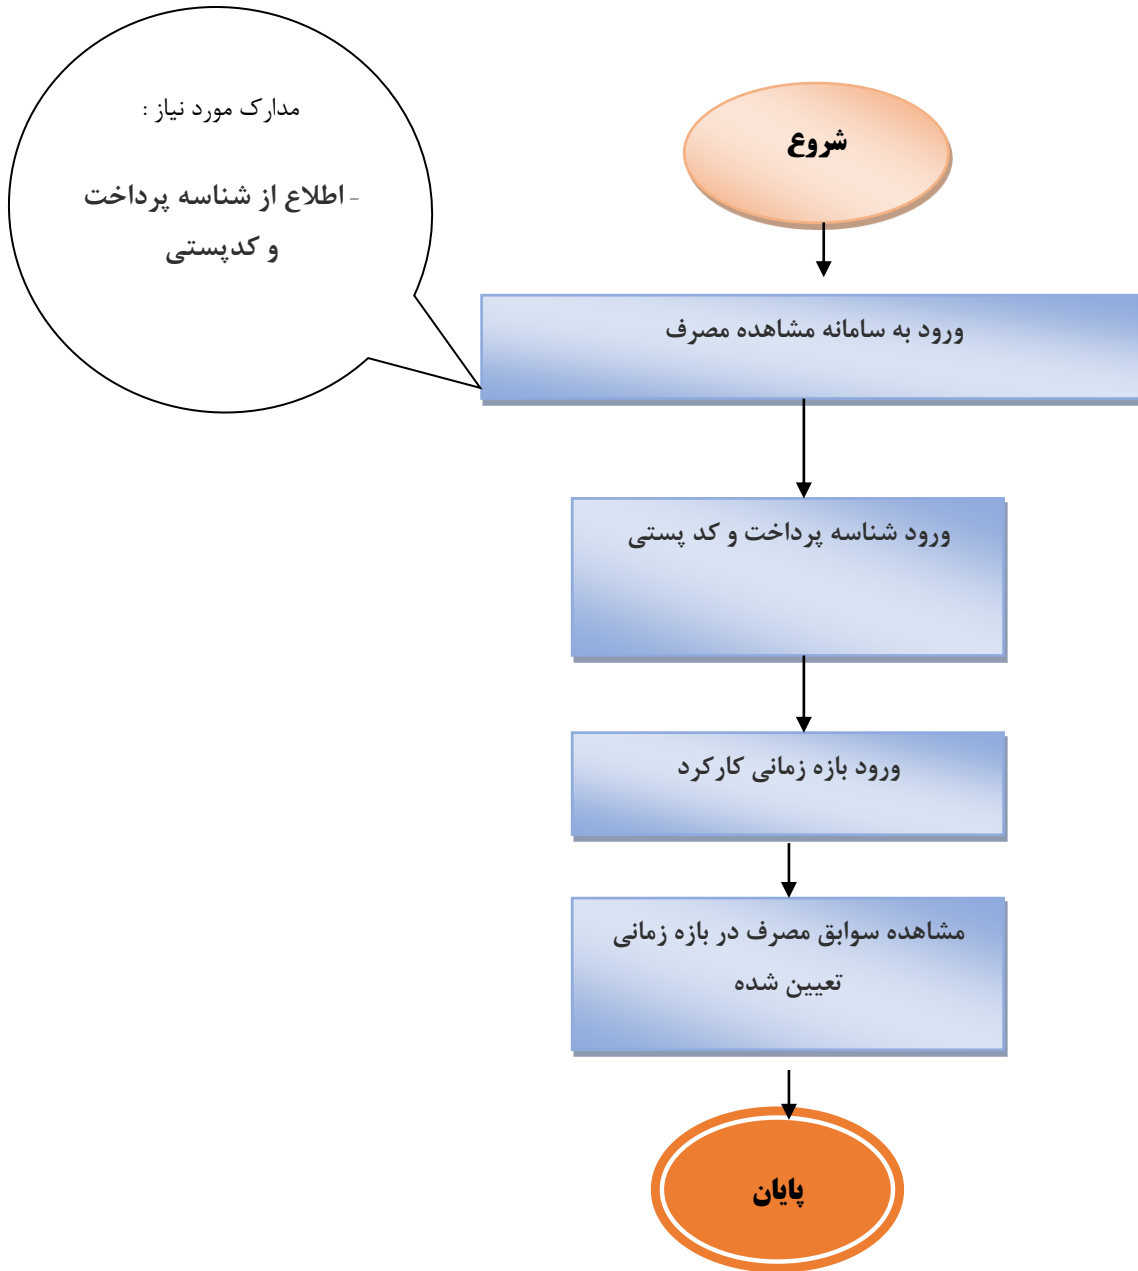 مدارک مورد نیاز :
- اطلاع از شناسه پرداخت
و کدپستی
شروع
ورود به سامانه مشاهده مصرف
ورود شناسه پرداخت و کد پستی
ورود بازه زمانی کارکرد
مشاهده سوابق مصرف در بازه زمانی
تعیین شده
پایان